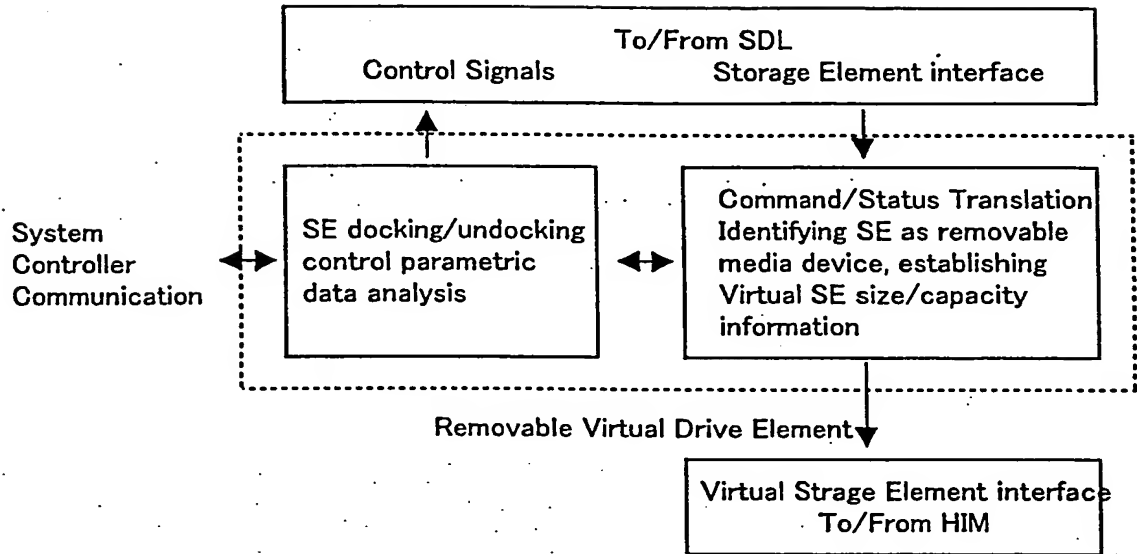 To/From SDL
Control Signals Storage Element interface
System
Controller
Communication
SE docking/undocking
control parametric
data analysis
Command/Status Translation
Identifying SE as removable
media device, establishing
Virtual SE size/capacity
information
Removable Virtual Drive Element
Virtual Strage Element interface
To/From HIM